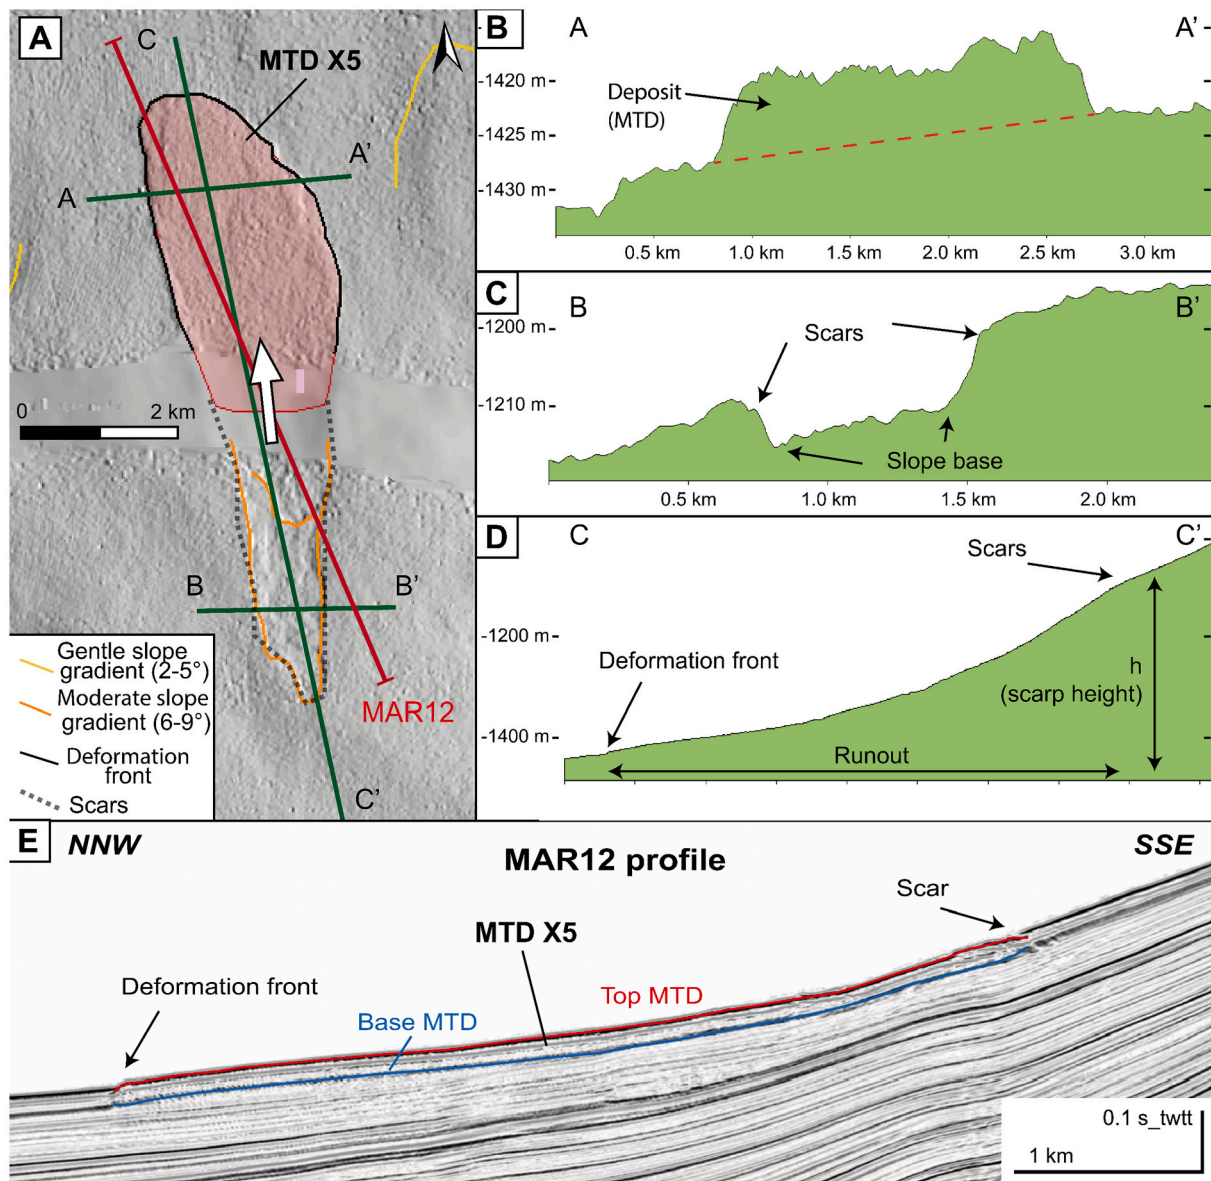 A
C
MTD X5
A'
A
0
2 km
B
B'
MAR12
C'
Gentle slope
gradient (2-5°)
Moderate slope
gradient (6-9°)
Deformation
front
Scars
B
A
A'
-1420 m
-1425 m
-1430 m
Deposit
(MTD)
0.5 km
1.0 km
1.5 km
2.0 km
2.5 km
3.0 km
C
B
B'
-1200 m
-1210 m
Scars
Slope base
0.5 km
1.0 km
1.5 km
2.0 km
D
C
C'
Scars
-1200 m
Deformation front
h
(scarp height)
-1400 m
Runout
E
NNW
MAR12 profile
SSE
Scar
MTD X5
Deformation front
Top MTD
Base MTD
0.1 s_twtt
1 km